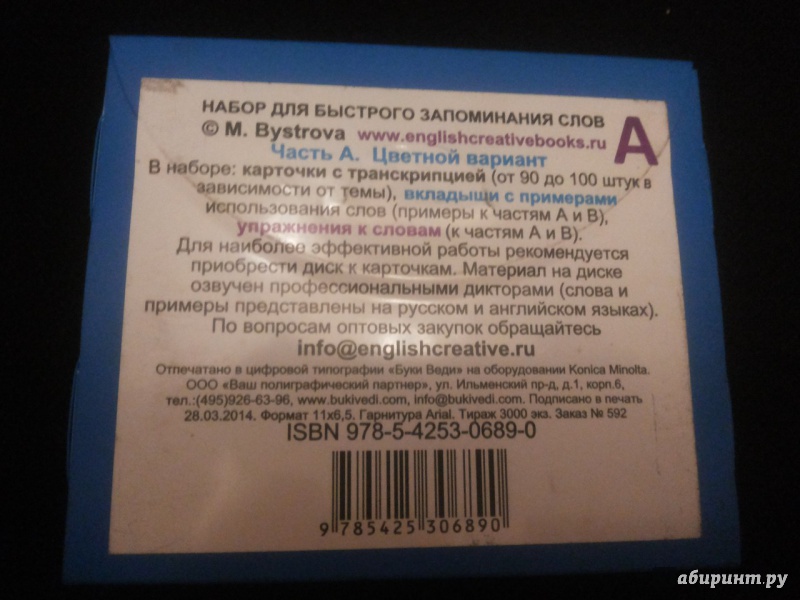 НАБОР ДЛЯ БЫСТРОГО ЗАПОМИНАНИЯ СЛОВ
© M. Bystrova www.englishcreativebooks.ru
A
Часть А. Цветной вариант
В наборе: карточки с транскрипцией (от 90 до 100 штук в
зависимости от темы), вкладыши с примерами
использования слов (примеры к частям А и В),
упражнения к словам (к частям А и В).
Для наиболее эффективной работы рекомендуется
приобрести диск к карточкам. Материал на диске
озвучен профессиональными дикторами (слова и
примеры представлены на русском и английском языках).
По вопросам оптовых закупок обращайтесь
info@englishcreative.ru
Отпечатано в цифровой типографии «Буки Веди» на оборудовании Konica Minolta.
ООО «Ваш полиграфический партнер», ул. Ильменский пр-д, д.1, корп.6,
тел.:(495)926-63-96, www.bukivedi.com, info@bukivedi.com. Подписано в печать
28.03.2014. Формат 11х6,5. Гарнитура Arial. Тираж 3000 экз. Заказ № 592
ISBN 978-5-4253-0689-0
9 785425 306890
абиринт.ру